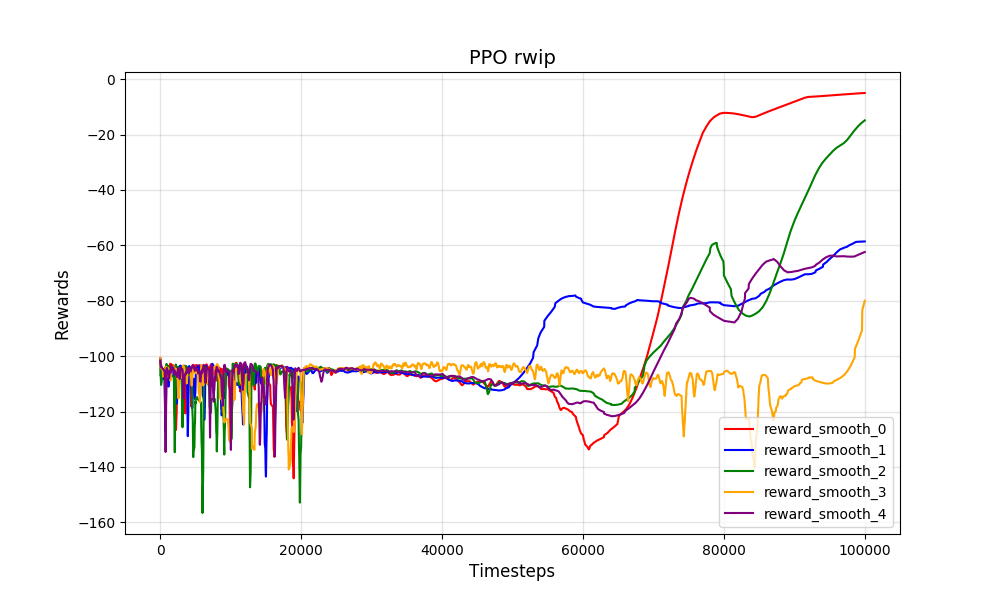 PPO rwip
Rewards
0
−20
−40
−60
−80
−100
−120
−140
−160
reward_smooth_0
reward_smooth_1
reward_smooth_2
reward_smooth_3
reward_smooth_4
0
20000
40000
60000
80000
100000
Timesteps